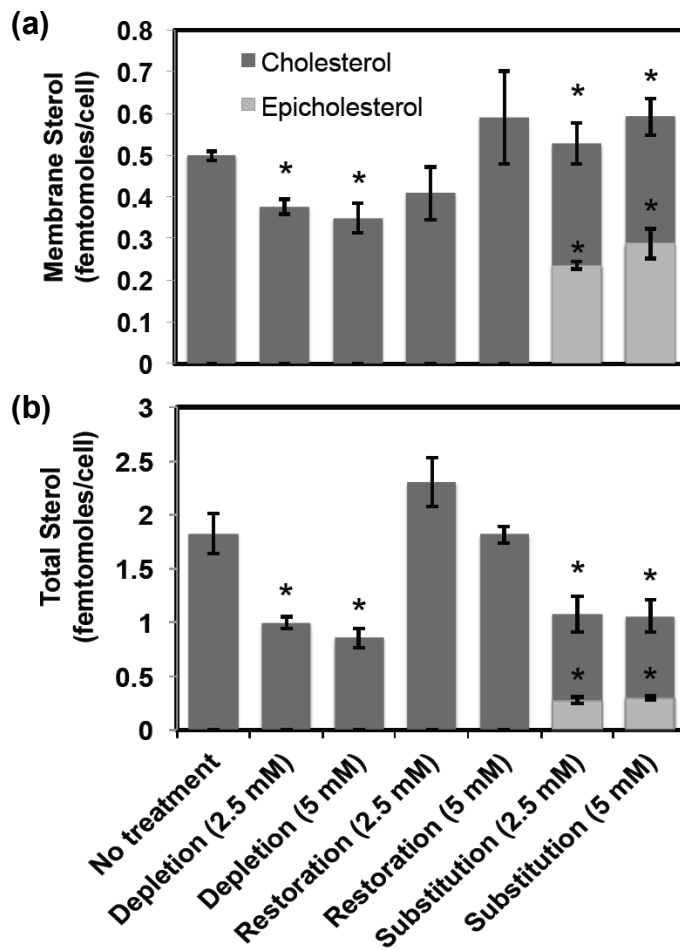 (a)
Membrane Sterol
(femtomoles/cell)
0.8
0.7
0.6
0.5
0.4
0.3
0.2
0.1
0
Cholesterol
Epicholesterol
*
*
*
*
*
*
(b)
Total Sterol
(femtomoles/cell)
3
2.5
2
1.5
1
0.5
0
*
*
*
*
*
*
No treatment
Depletion (2.5 mM)
Depletion (5 mM)
Restoration (2.5 mM)
Restoration (5 mM)
Substitution (2.5 mM)
Substitution (5 mM)